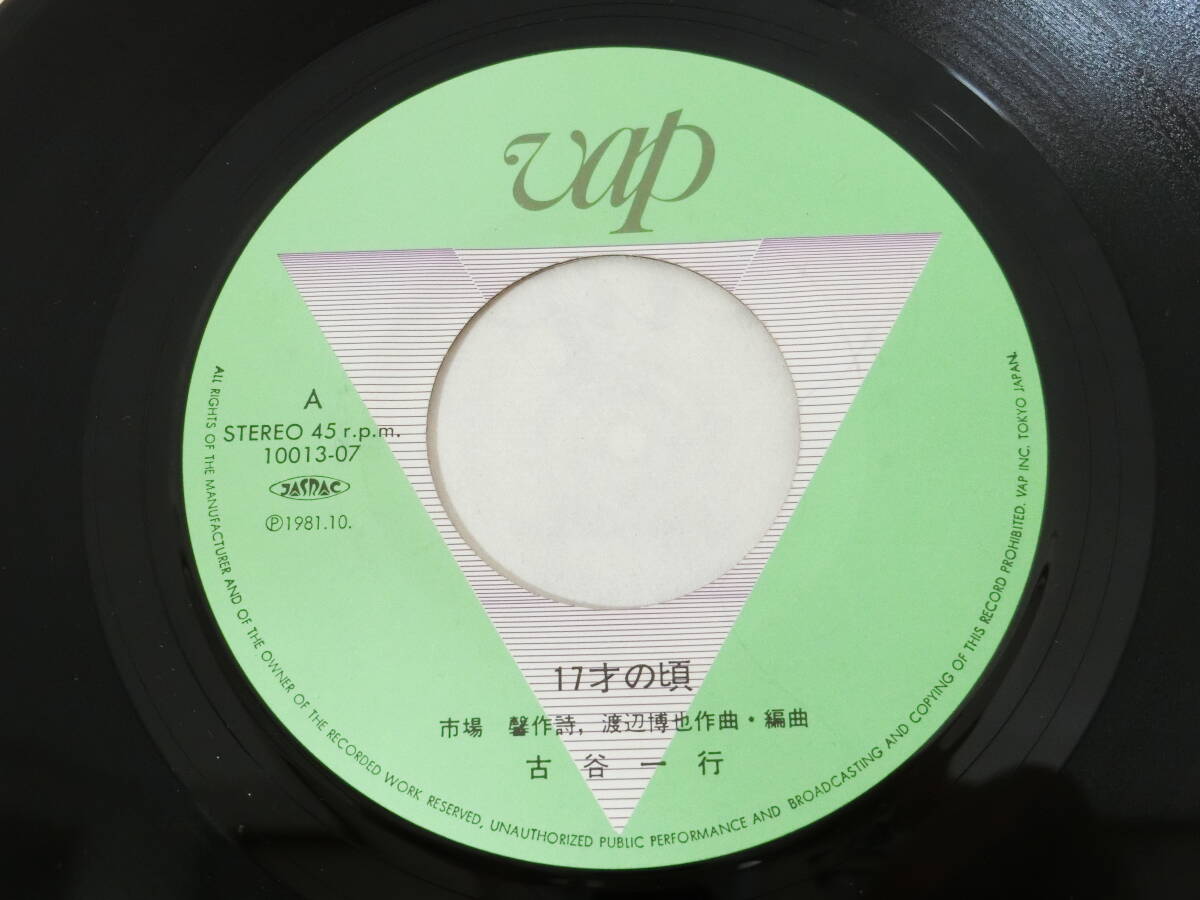 vap
A
STEREO 45 r.p.m.
10013-07
JASRAC
Ⓟ1981.10.
17才の頃
市場　馨作詩，渡辺博也作曲・編曲
古谷一行
ALL RIGHTS OF THE MANUFACTURER AND OF THE OWNER OF THE RECORDED WORK RESERVED, UNAUTHORIZED PUBLIC PERFORMANCE AND BROADCASTING AND COPYING OF THIS RECORD PROHIBITED. VAP INC. TOKYO JAPAN.